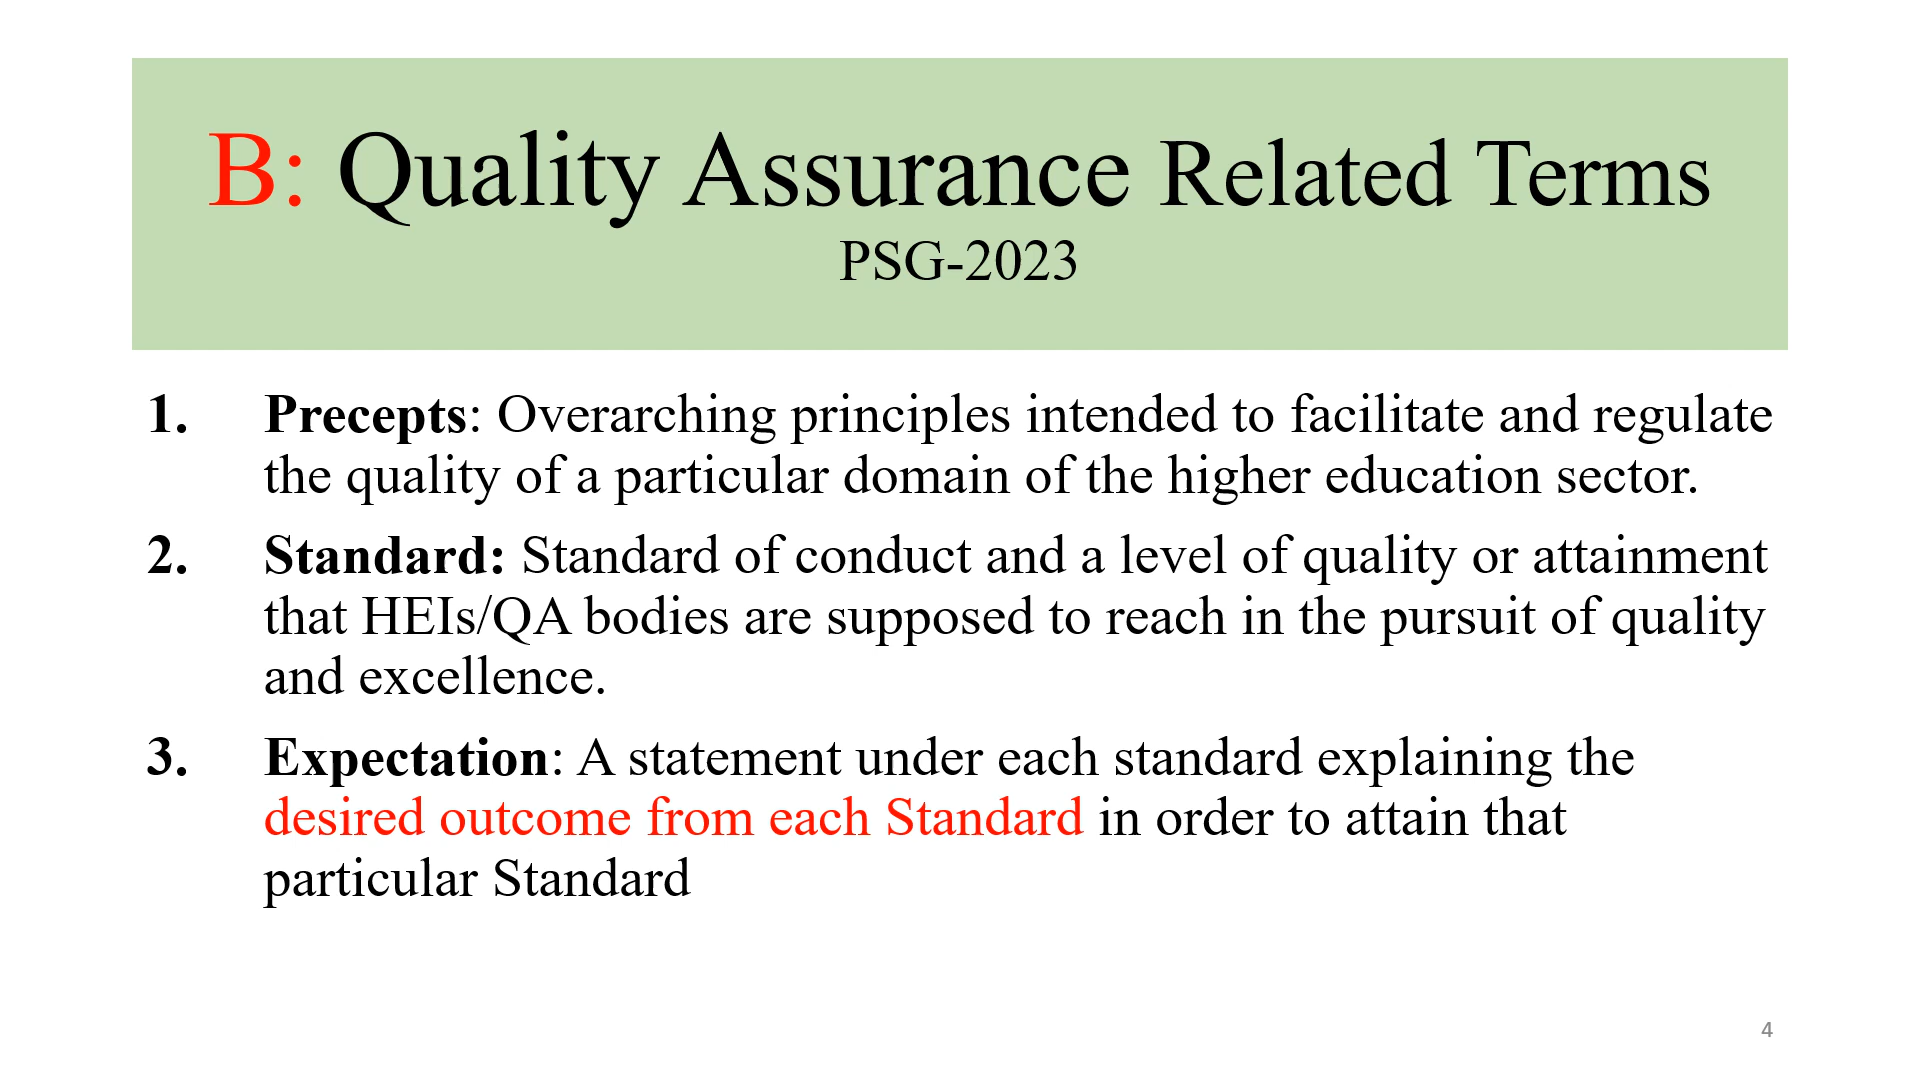 B: Quality Assurance Related Terms
PSG-2023
1. Precepts: Overarching principles intended to facilitate and regulate
the quality of a particular domain of the higher education sector.
2. Standard: Standard of conduct and a level of quality or attainment
that HEIs/QA bodies are supposed to reach in the pursuit of quality
and excellence.
3. Expectation: A statement under each standard explaining the
desired outcome from each Standard in order to attain that
particular Standard
4